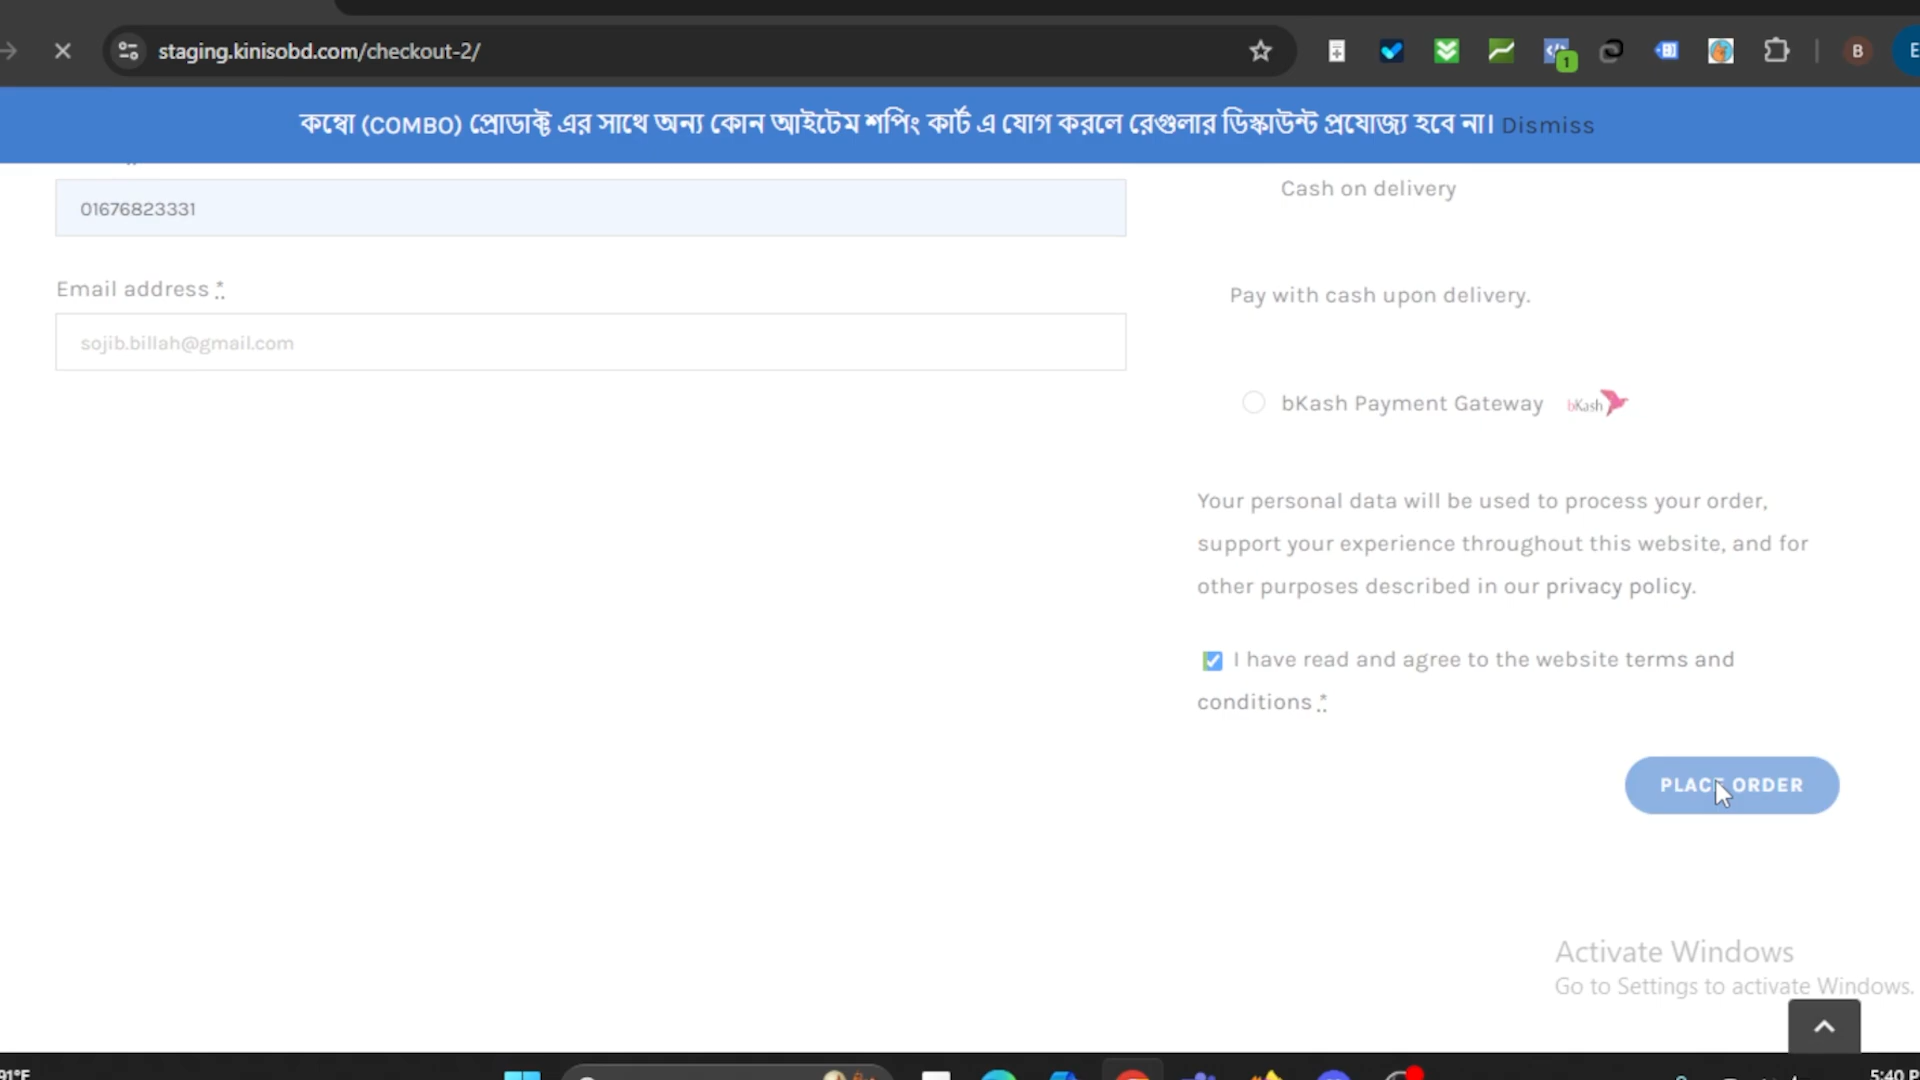 staging.kinisobd.com/checkout-2/
1
B
E
কম্বো (COMBO) প্রোডাক্ট এর সাথে অন্য কোন আইটেম শপিং কার্ট এ যোগ করলে রেগুলার ডিস্কাউন্ট প্রযোজ্য হবে না। Dismiss
01676823331
Email address *
sojib.billah@gmail.com
Cash on delivery
Pay with cash upon delivery.
bKash Payment Gateway bKash
Your personal data will be used to process your order,
support your experience throughout this website, and for
other purposes described in our privacy policy.
I have read and agree to the website terms and
conditions *
PLACE ORDER
Activate Windows
Go to Settings to activate Windows.
91°F
5:40 P